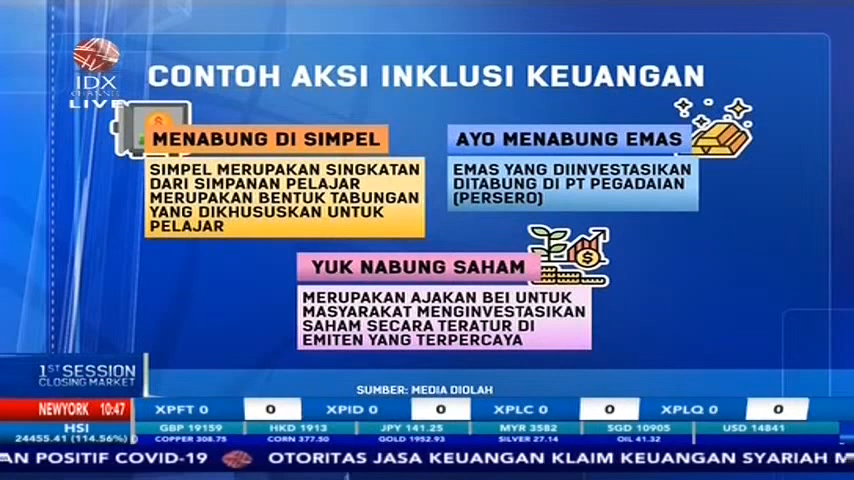 IDX
CHANNEL
LIVE
CONTOH AKSI INKLUSI KEUANGAN
MENABUNG DI SIMPEL
SIMPEL MERUPAKAN SINGKATAN
DARI SIMPANAN PELAJAR
MERUPAKAN BENTUK TABUNGAN
YANG DIKHUSUSKAN UNTUK
PELAJAR
AYO MENABUNG EMAS
EMAS YANG DIINVESTASIKAN
DITABUNG DI PT PEGADAIAN
(PERSERO)
YUK NABUNG SAHAM
MERUPAKAN AJAKAN BEI UNTUK
MASYARAKAT MENGINVESTASIKAN
SAHAM SECARA TERATUR DI
EMITEN YANG TERPERCAYA
1ST SESSION
CLOSING MARKET
SUMBER: MEDIA DIOLAH
NEWYORK 10:47 XPFT 0 0 XPID 0 0 XPLC 0 0 XPLQ 0 0
HSI GBP 19159 HKD 1913 JPY 141.25 MYR 3582 SGD 10905 USD 14841
24455.41 (114.56%) COPPER 308.75 CORN 377.50 GOLD 1952.93 SILVER 27.14 OIL 41.32
AN POSITIF COVID-19 OTORITAS JASA KEUANGAN KLAIM KEUANGAN SYARIAH M